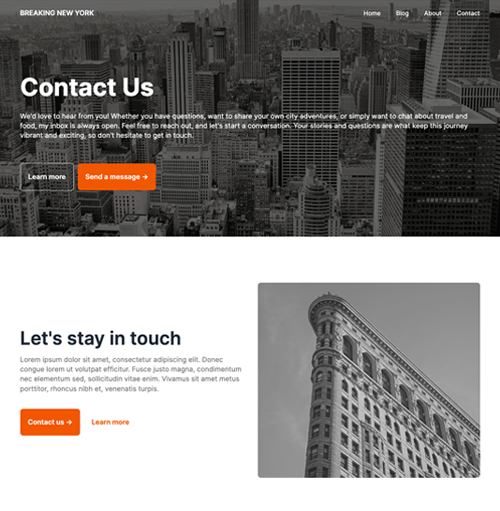 BREAKING NEW YORK
Home Blog About Contact
Contact Us
We'd love to hear from you! Whether you have questions, want to share your own city adventures, or simply want to chat about travel and
food, my inbox is always open. Feel free to reach out, and let's start a conversation. Your stories and questions are what keep this journey
vibrant and exciting, so don't hesitate to get in touch.
Learn more Send a message →
Let's stay in touch
Lorem ipsum dolor sit amet, consectetur adipiscing elit. Donec
congue lorem ut volutpat efficitur. Fusce justo magna, condimentum
nec elementum sed, sollicitudin vitae enim. Vivamus sit amet metus
porttitor, rhoncus nibh et, venenatis turpis.
Contact us → Learn more